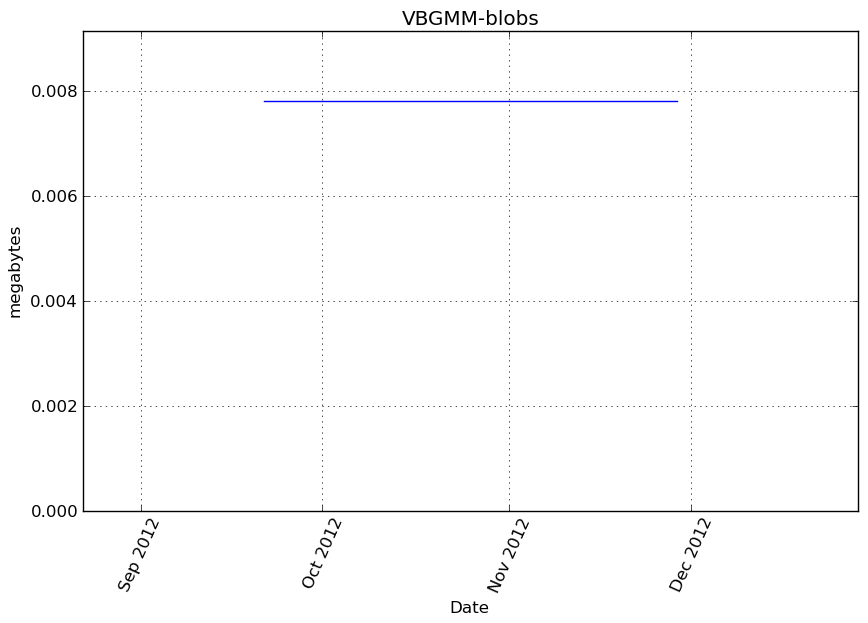 VBGMM-blobs
0.008
0.006
0.004
0.002
0.000
megabytes
Sep 2012
Oct 2012
Nov 2012
Dec 2012
Date